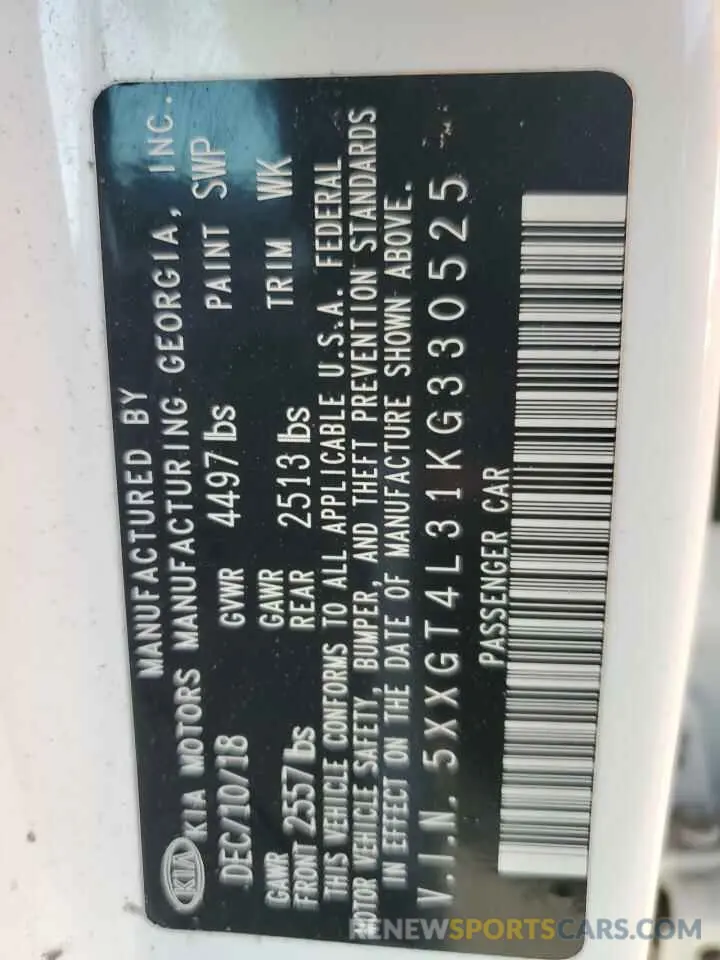 MANUFACTURED BY
KIA KIA MOTORS MANUFACTURING GEORGIA, INC.
DEC/10/18 GVWR 4497 lbs PAINT SWP
GAWR FRONT 2557 lbs GAWR REAR 2513 lbs TRIM WK
THIS VEHICLE CONFORMS TO ALL APPLICABLE U.S.A. FEDERAL
MOTOR VEHICLE SAFETY, BUMPER, AND THEFT PREVENTION STANDARDS
IN EFFECT ON THE DATE OF MANUFACTURE SHOWN ABOVE.
V.I.N. 5XXGT4L31KG330525
PASSENGER CAR
RENEWSPORTSCARS.COM